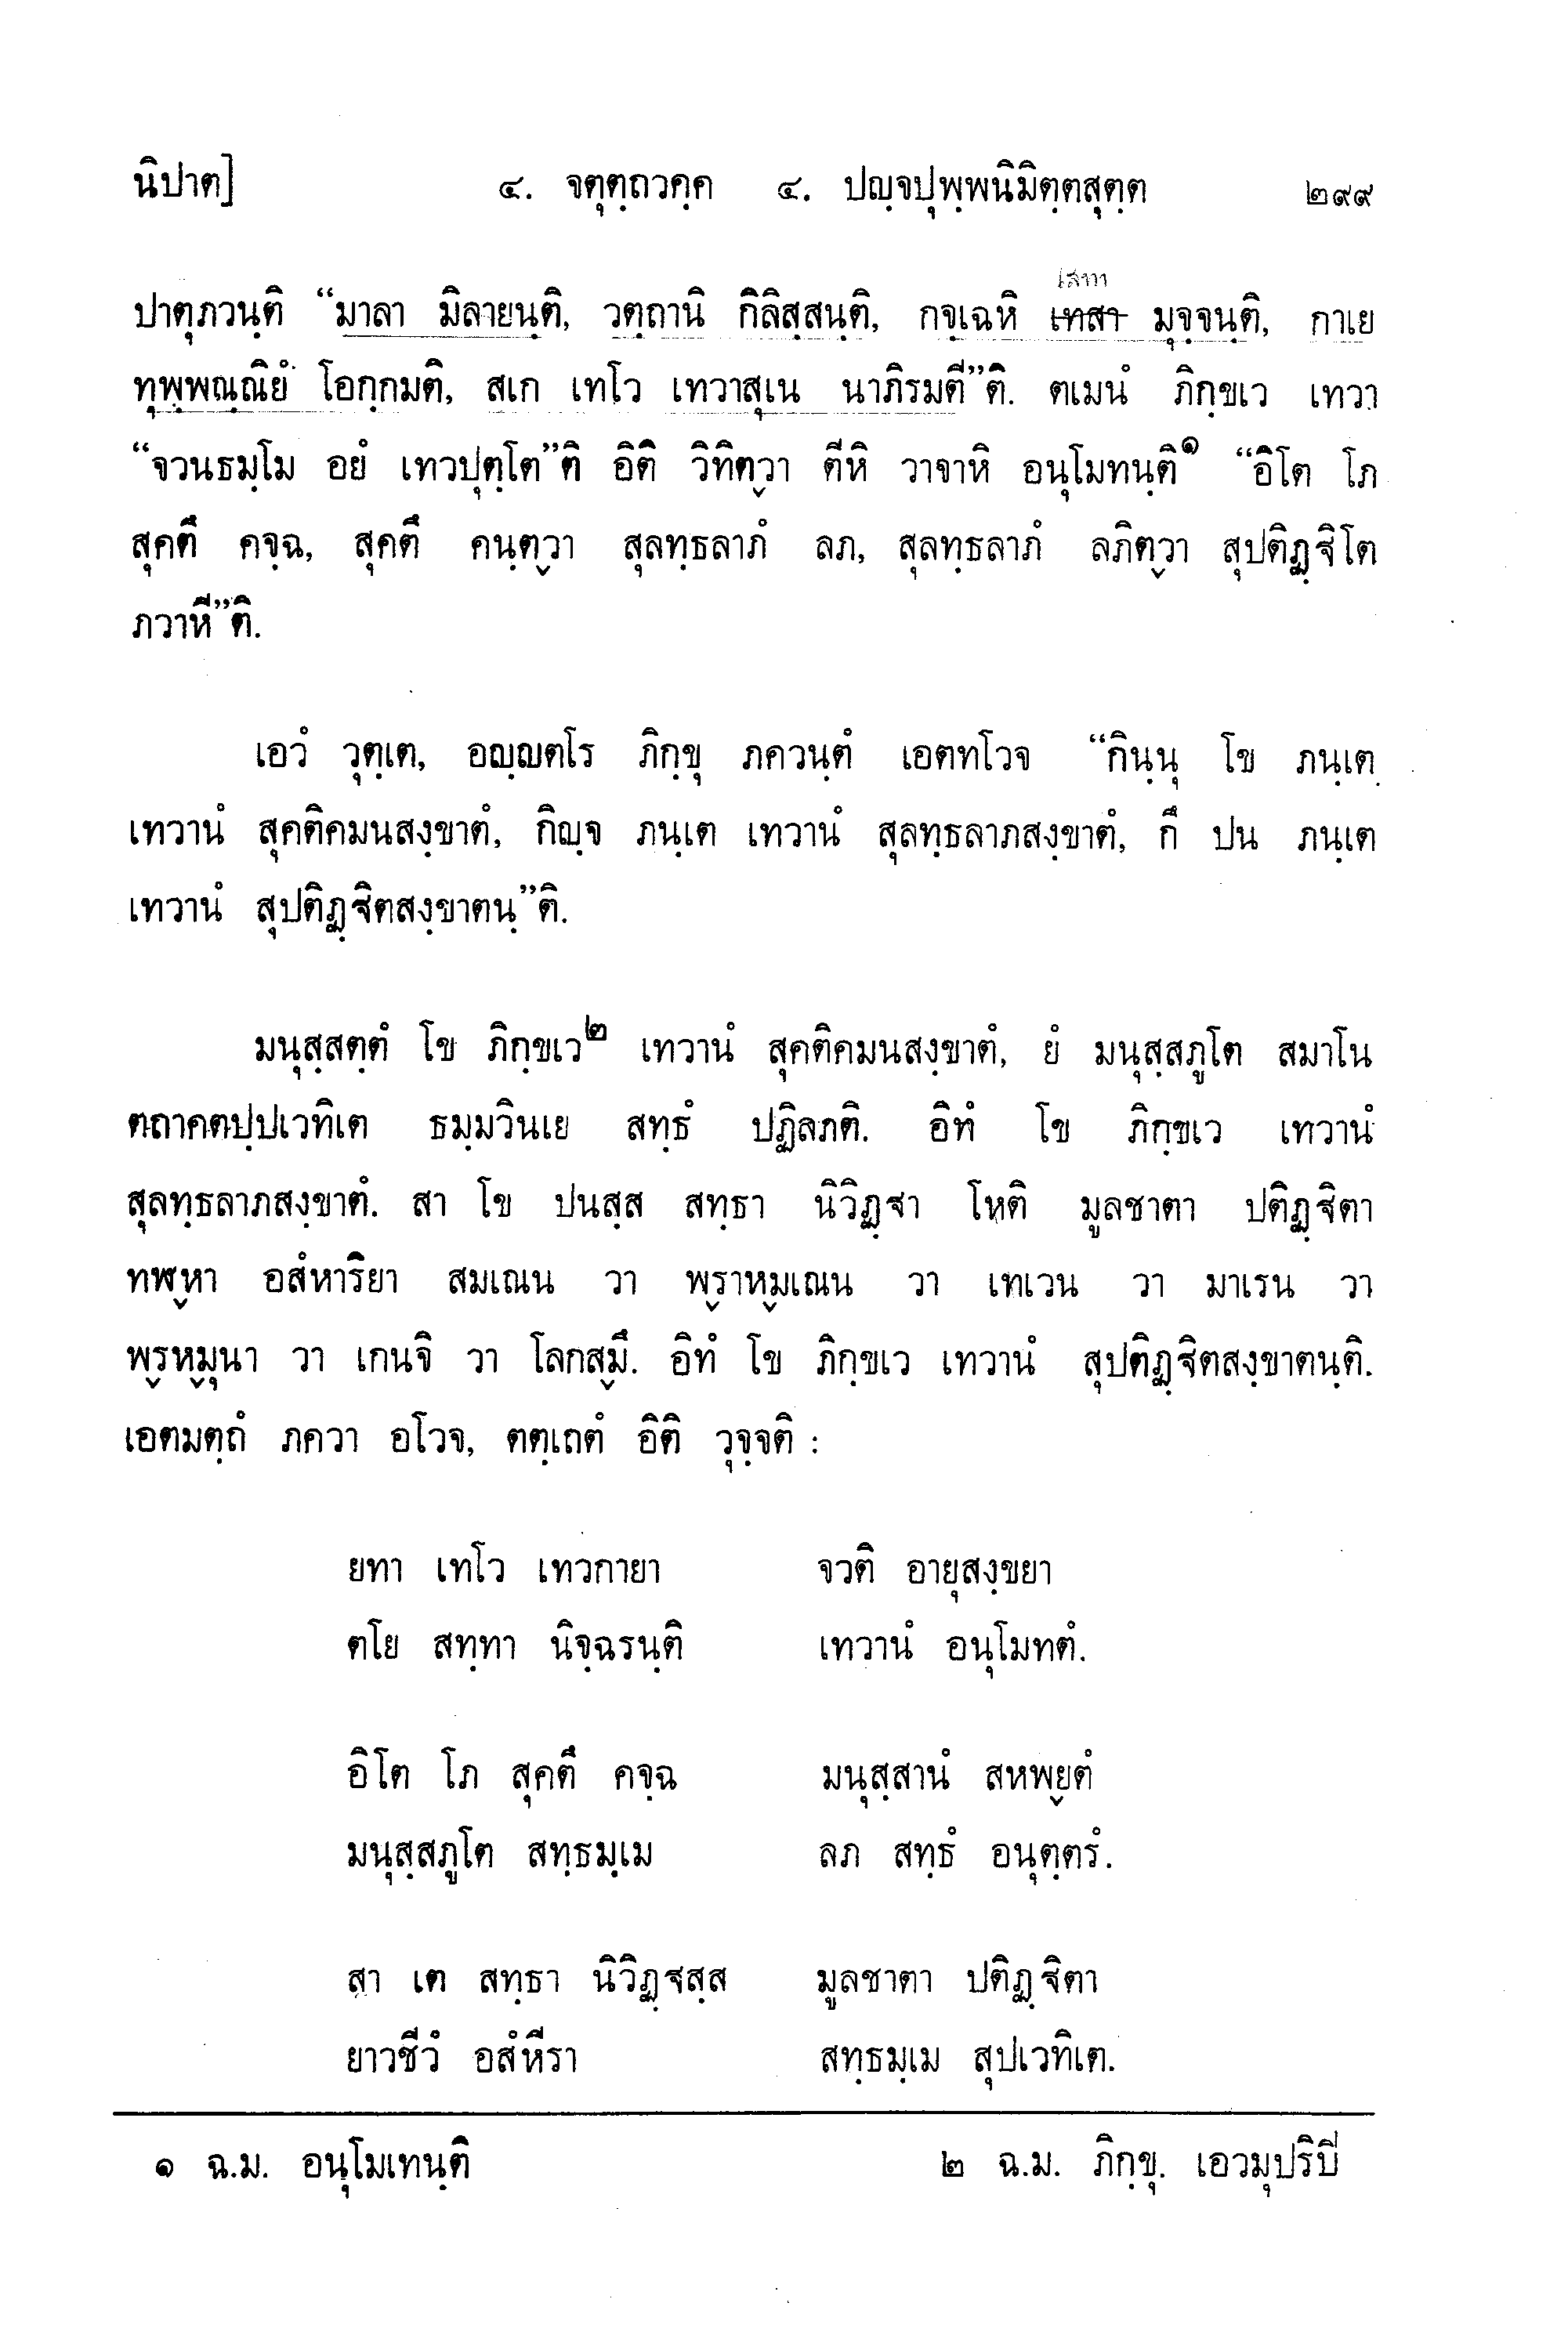 นิปาต] ๔. จตุตฺถวคฺค ๔. ปญฺจปุพฺพนิมิตฺตสุตฺต ๒๙๙
เสทา
ปาตุภวนฺติ “มาลา มิลายนฺติ, วตฺถานิ กิลิสฺสนฺติ, กจฺเฉหิ เทสา มุจฺจนฺติ, กาเย
ทุพฺพณฺณิยํ โอกฺกมติ, สเก เทโว เทวาสเน นาภิรมตี”ติ. ตเมนํ ภิกฺขเว เทวา
“จวนธมฺโม อยํ เทวปุตฺโต”ติ อิติ วิทิตฺวา ตีหิ วาจาหิ อนุโมทนฺติ๑ “อิโต โภ
สุคตึ คจฺฉ, สุคตึ คนฺตฺวา สุลทฺธลาภํ ลภ, สุลทฺธลาภํ ลภิตฺวา สุปติฏฺฐิโต
ภวาหี”ติ.
เอวํ วุตฺเต, อญฺญตโร ภิกฺขุ ภควนฺตํ เอตทโวจ “กินฺนุ โข ภนฺเต
เทวานํ สุคติคมนสงฺขาตํ, กิญฺจ ภนฺเต เทวานํ สุลทฺธลาภสงฺขาตํ, กึ ปน ภนฺเต
เทวานํ สุปติฏฺฐิตสงฺขาตนฺ”ติ.
มนุสฺสตฺตํ โข ภิกฺขเว๒ เทวานํ สุคติคมนสงฺขาตํ, ยํ มนุสฺสภูโต สมาโน
ตถาคตปฺปเวทิเต ธมฺมวินเย สทฺธํ ปฏิลภติ. อิทํ โข ภิกฺขเว เทวานํ
สุลทฺธลาภสงฺขาตํ. สา โข ปนสฺส สทฺธา นิวิฏฺฐา โหติ มูลชาตา ปติฏฺฐิตา
ทฬฺหา อสํหาริยา สมเณน วา พฺราหฺมเณน วา เทเวน วา มาเรน วา
พฺรหฺมุนา วา เกนจิ วา โลกสฺมึ. อิทํ โข ภิกฺขเว เทวานํ สุปติฏฺฐิตสงฺขาตนฺติ.
เอตมตฺถํ ภควา อโวจ, ตตฺเถตํ อิติ วุจฺจติ :
ยทา เทโว เทวกายา จวติ อายุสงฺขยา
ตโย สทฺทา นิจฺฉรนฺติ เทวานํ อนุโมทตํ.
อิโต โภ สุคตึ คจฺฉ มนุสฺสานํ สหพฺยตํ
มนุสฺสภูโต สทฺธมฺเม ลภ สทฺธํ อนุตฺตรํ.
สา เต สทฺธา นิวิฏฺฐสฺส มูลชาตา ปติฏฺฐิตา
ยาวชีวํ อสํหีรา สทฺธมฺเม สุปเวทิเต.
๑ ฉ.ม. อนุโมเทนฺติ ๒ ฉ.ม. ภิกฺขุ. เอวมุปริปิ